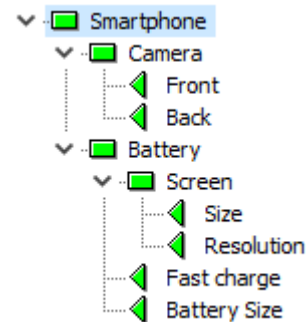 Smartphone
Camera
Front
Back
Battery
Screen
Size
Resolution
Fast charge
Battery Size